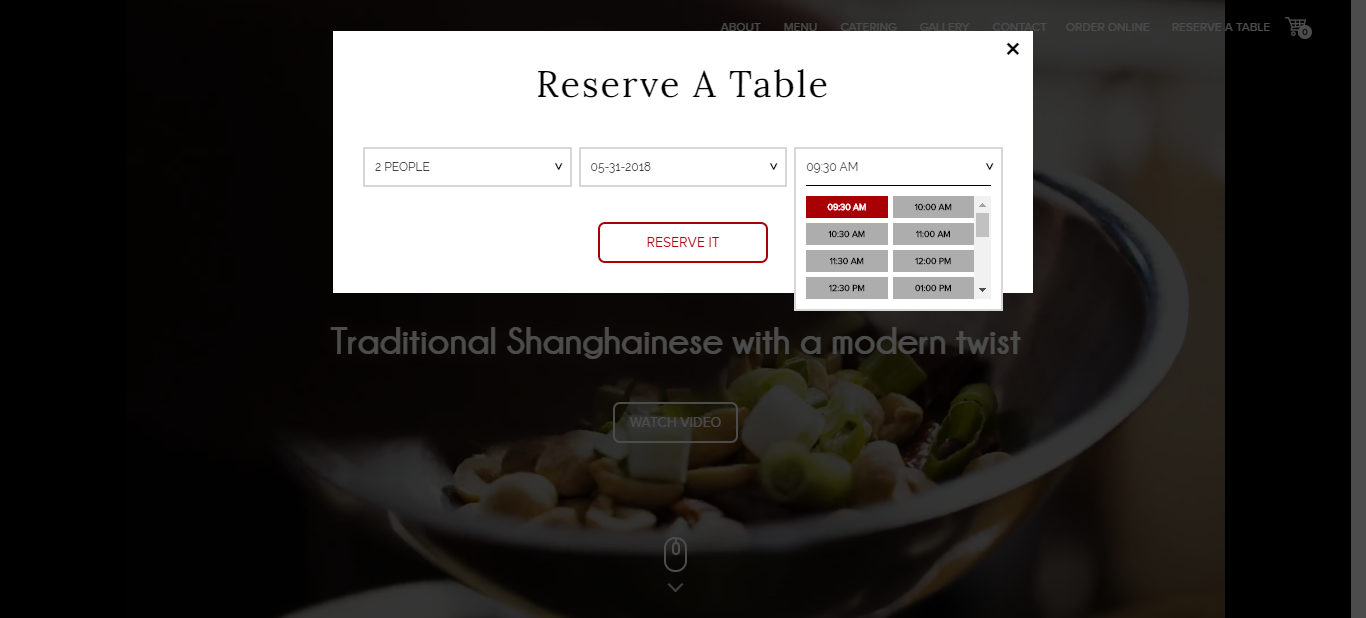 ABOUT MENU CATERING GALLERY CONTACT ORDER ONLINE RESERVE A TABLE 0
Reserve A Table
2 PEOPLE 05-31-2018 09:30 AM
09:30 AM 10:00 AM
10:30 AM 11:00 AM
11:30 AM 12:00 PM
12:30 PM 01:00 PM
RESERVE IT
Traditional Shanghainese with a modern twist
WATCH VIDEO